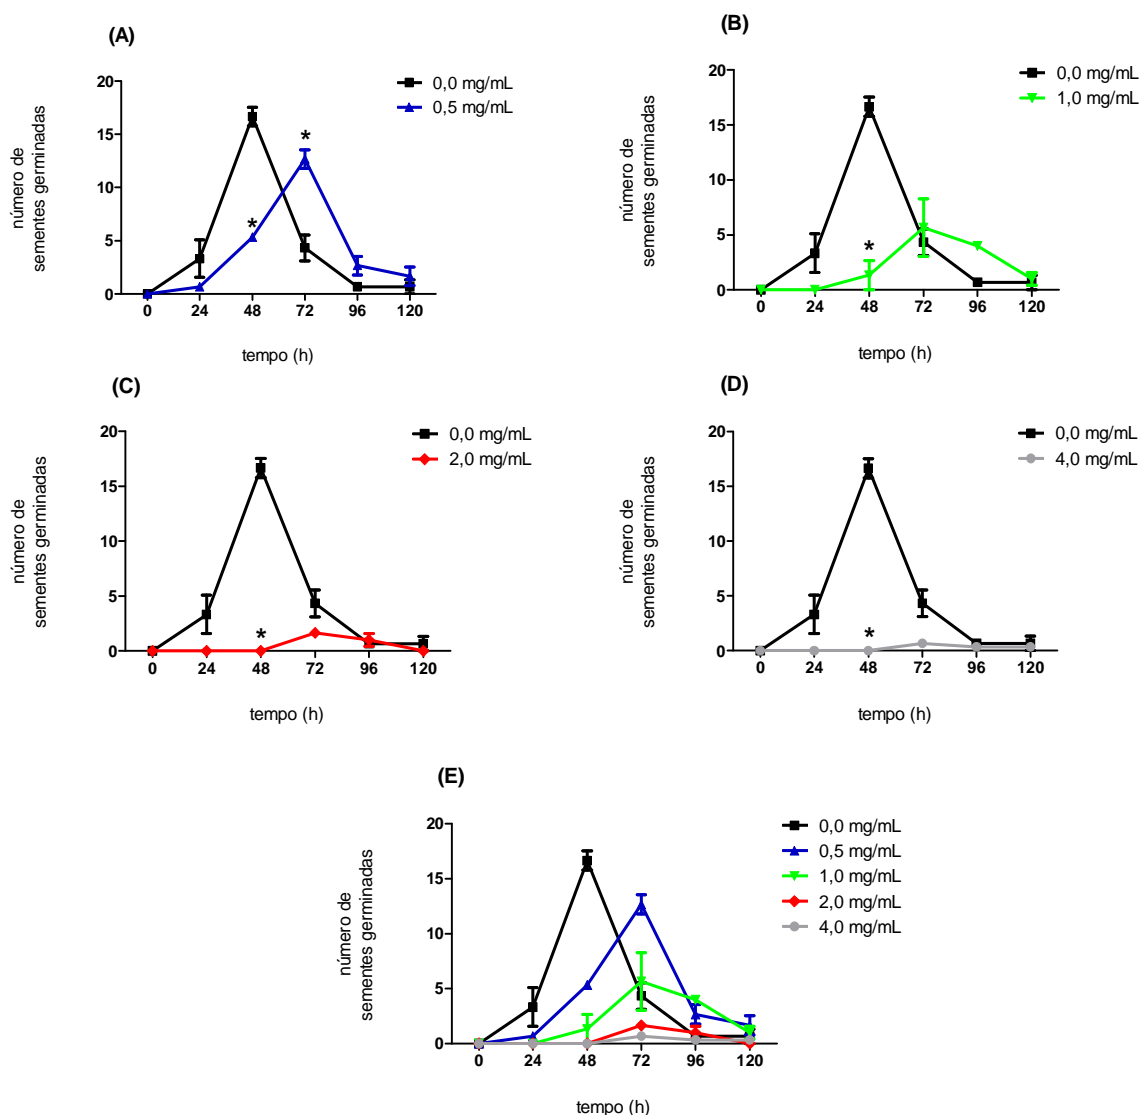 (A)
0,0 mg/mL
0,5 mg/mL
número de
sementes germinadas
20
15
10
5
0
*
*
0 24 48 72 96 120
tempo (h)
(B)
0,0 mg/mL
1,0 mg/mL
número de
sementes germinadas
20
15
10
5
0
*
0 24 48 72 96 120
tempo (h)
(C)
0,0 mg/mL
2,0 mg/mL
número de
sementes germinadas
20
15
10
5
0
*
0 24 48 72 96 120
tempo (h)
(D)
0,0 mg/mL
4,0 mg/mL
número de
sementes germinadas
20
15
10
5
0
*
0 24 48 72 96 120
tempo (h)
(E)
0,0 mg/mL
0,5 mg/mL
1,0 mg/mL
2,0 mg/mL
4,0 mg/mL
número de
sementes germinadas
20
15
10
5
0
0 24 48 72 96 120
tempo (h)